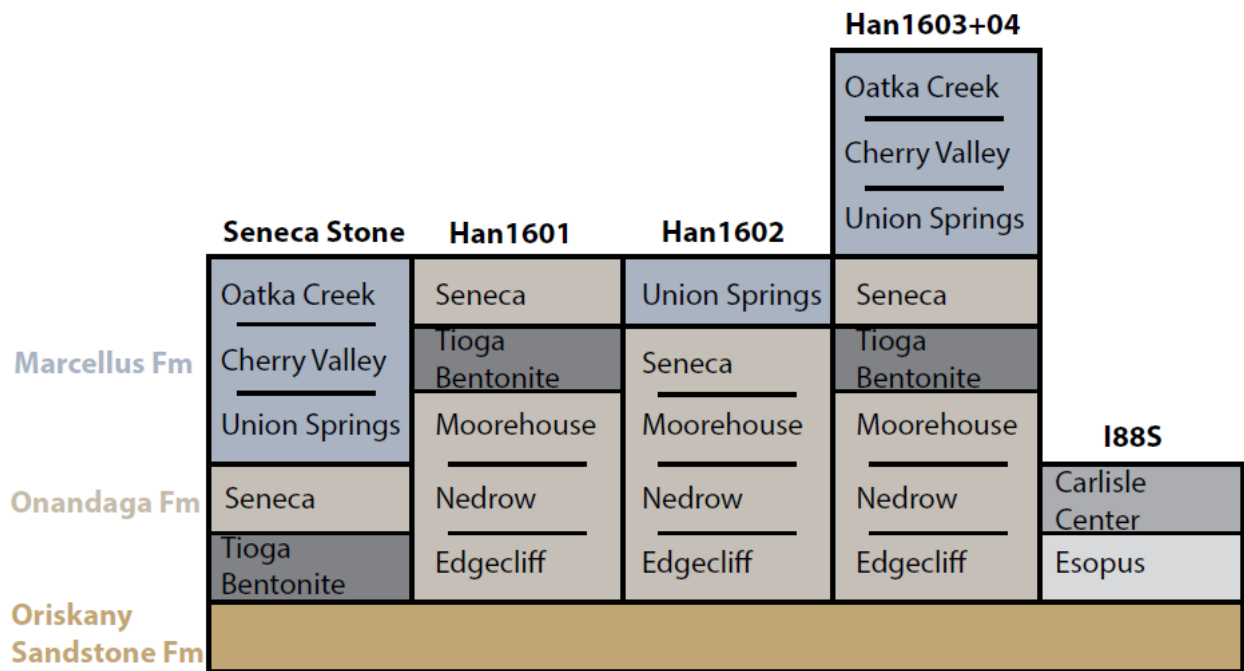 Han1603+04
Oatka Creek
Cherry Valley
Union Springs
Seneca Stone
Han1601
Han1602
Oatka Creek
Seneca
Union Springs
Seneca
Marcellus Fm
Cherry Valley
Tioga
Bentonite
Seneca
Tioga
Bentonite
Union Springs
Moorehouse
Moorehouse
Moorehouse
I88S
Onandaga Fm
Seneca
Nedrow
Nedrow
Nedrow
Carlisle
Center
Tioga
Bentonite
Edgecliff
Edgecliff
Edgecliff
Esopus
Oriskany
Sandstone Fm